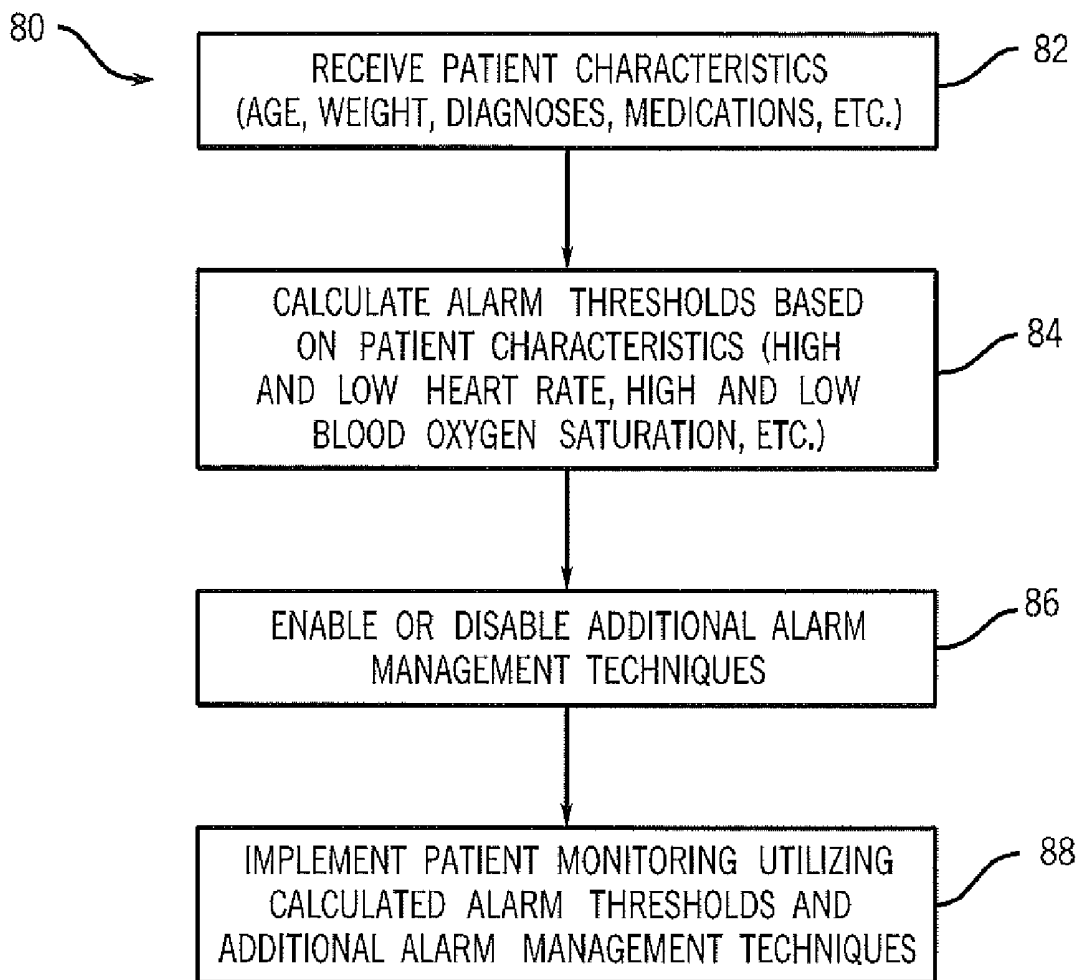 80
RECEIVE PATIENT CHARACTERISTICS
(AGE, WEIGHT, DIAGNOSES, MEDICATIONS, ETC.)
82
CALCULATE ALARM THRESHOLDS BASED
ON PATIENT CHARACTERISTICS (HIGH
AND LOW HEART RATE, HIGH AND LOW
BLOOD OXYGEN SATURATION, ETC.)
84
ENABLE OR DISABLE ADDITIONAL ALARM
MANAGEMENT TECHNIQUES
86
IMPLEMENT PATIENT MONITORING UTILIZING
CALCULATED ALARM THRESHOLDS AND
ADDITIONAL ALARM MANAGEMENT TECHNIQUES
88